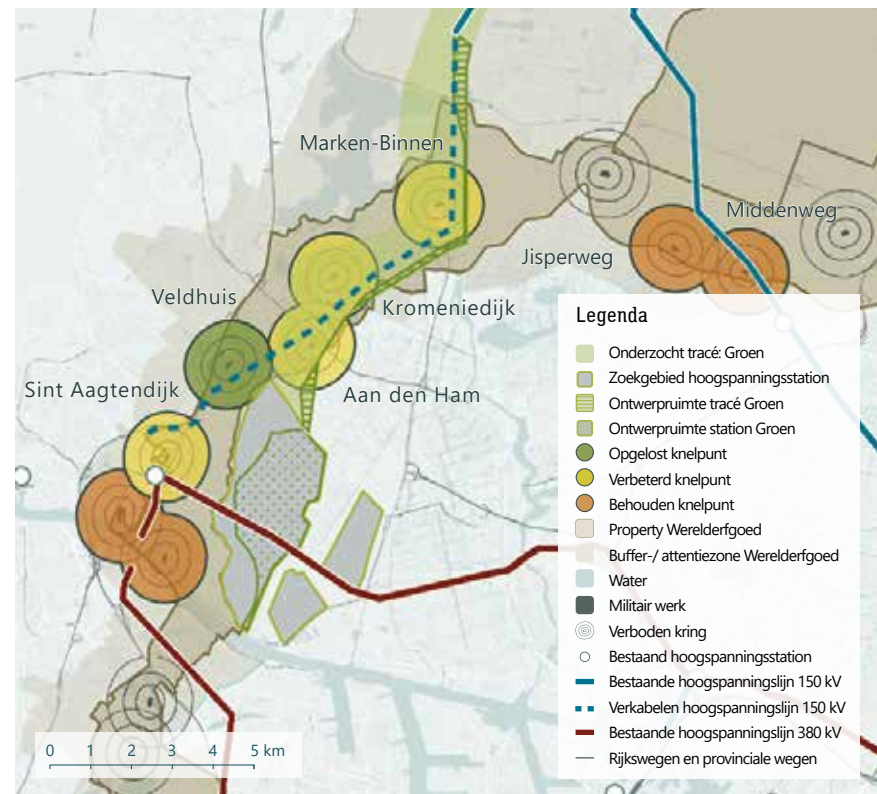 Marken-Binnen
Middenweg
Jisperweg
Veldhuis
Kromeniedijk
Sint Aagtendijk
Aan den Ham
Legenda
Onderzocht tracé: Groen
Zoekgebied hoogspanningsstation
Ontwerpruimte tracé Groen
Ontwerpruimte station Groen
Opgelost knelpunt
Verbeterd knelpunt
Behouden knelpunt
Property Werelderfgoed
Buffer-/ attentiezone Werelderfgoed
Water
Militair werk
Verboden kring
Bestaand hoogspanningsstation
Bestaande hoogspanningslijn 150 kV
Verkabelen hoogspanningslijn 150 kV
Bestaande hoogspanningslijn 380 kV
Rijkswegen en provinciale wegen
0 1 2 3 4 5 km